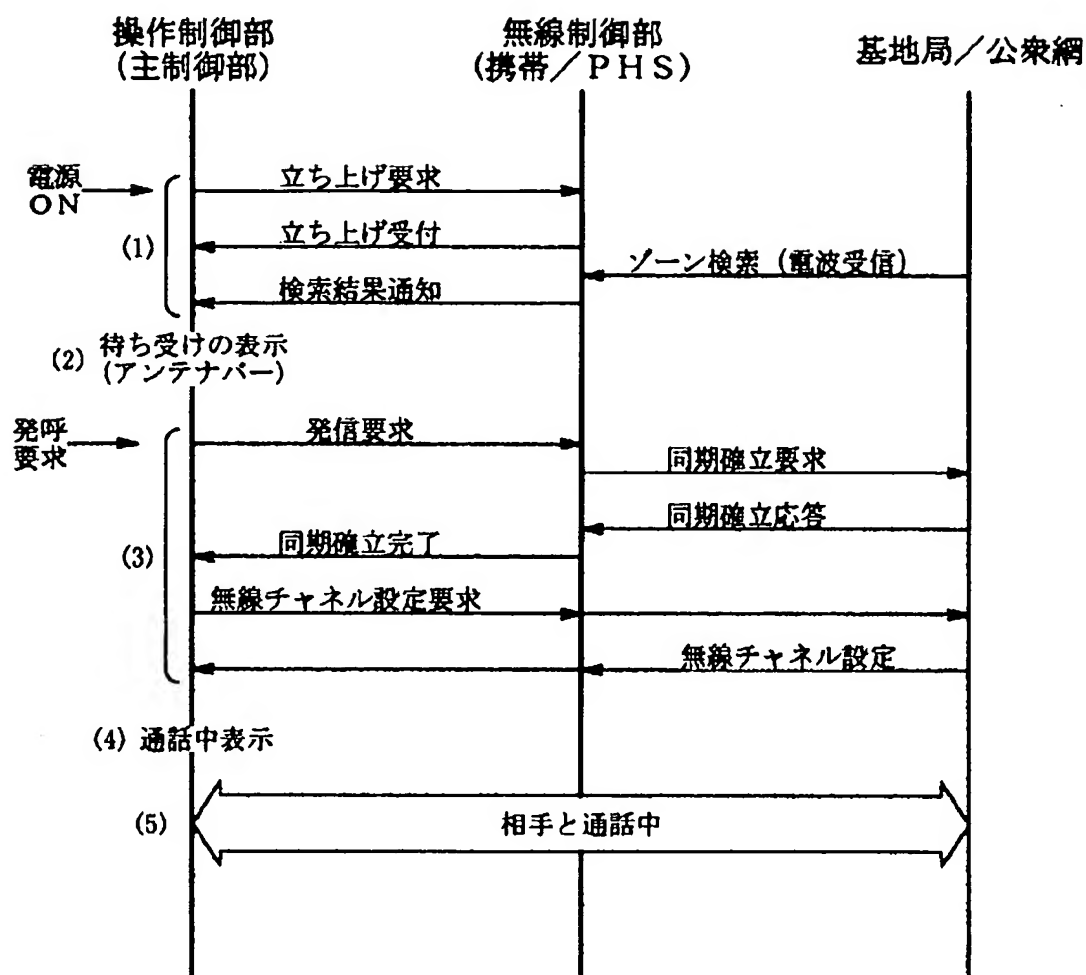 操作制御部
(主制御部)
無線制御部
(携帯／PHS)
基地局／公衆網
電源
ON
立ち上げ要求
(1)
立ち上げ受付
ゾーン検索（電波受信）
検索結果通知
(2) 待ち受けの表示
(アンテナバー)
発呼
要求
発信要求
同期確立要求
同期確立応答
(3)
同期確立完了
無線チャネル設定要求
無線チャネル設定
(4) 通話中表示
(5)
相手と通話中